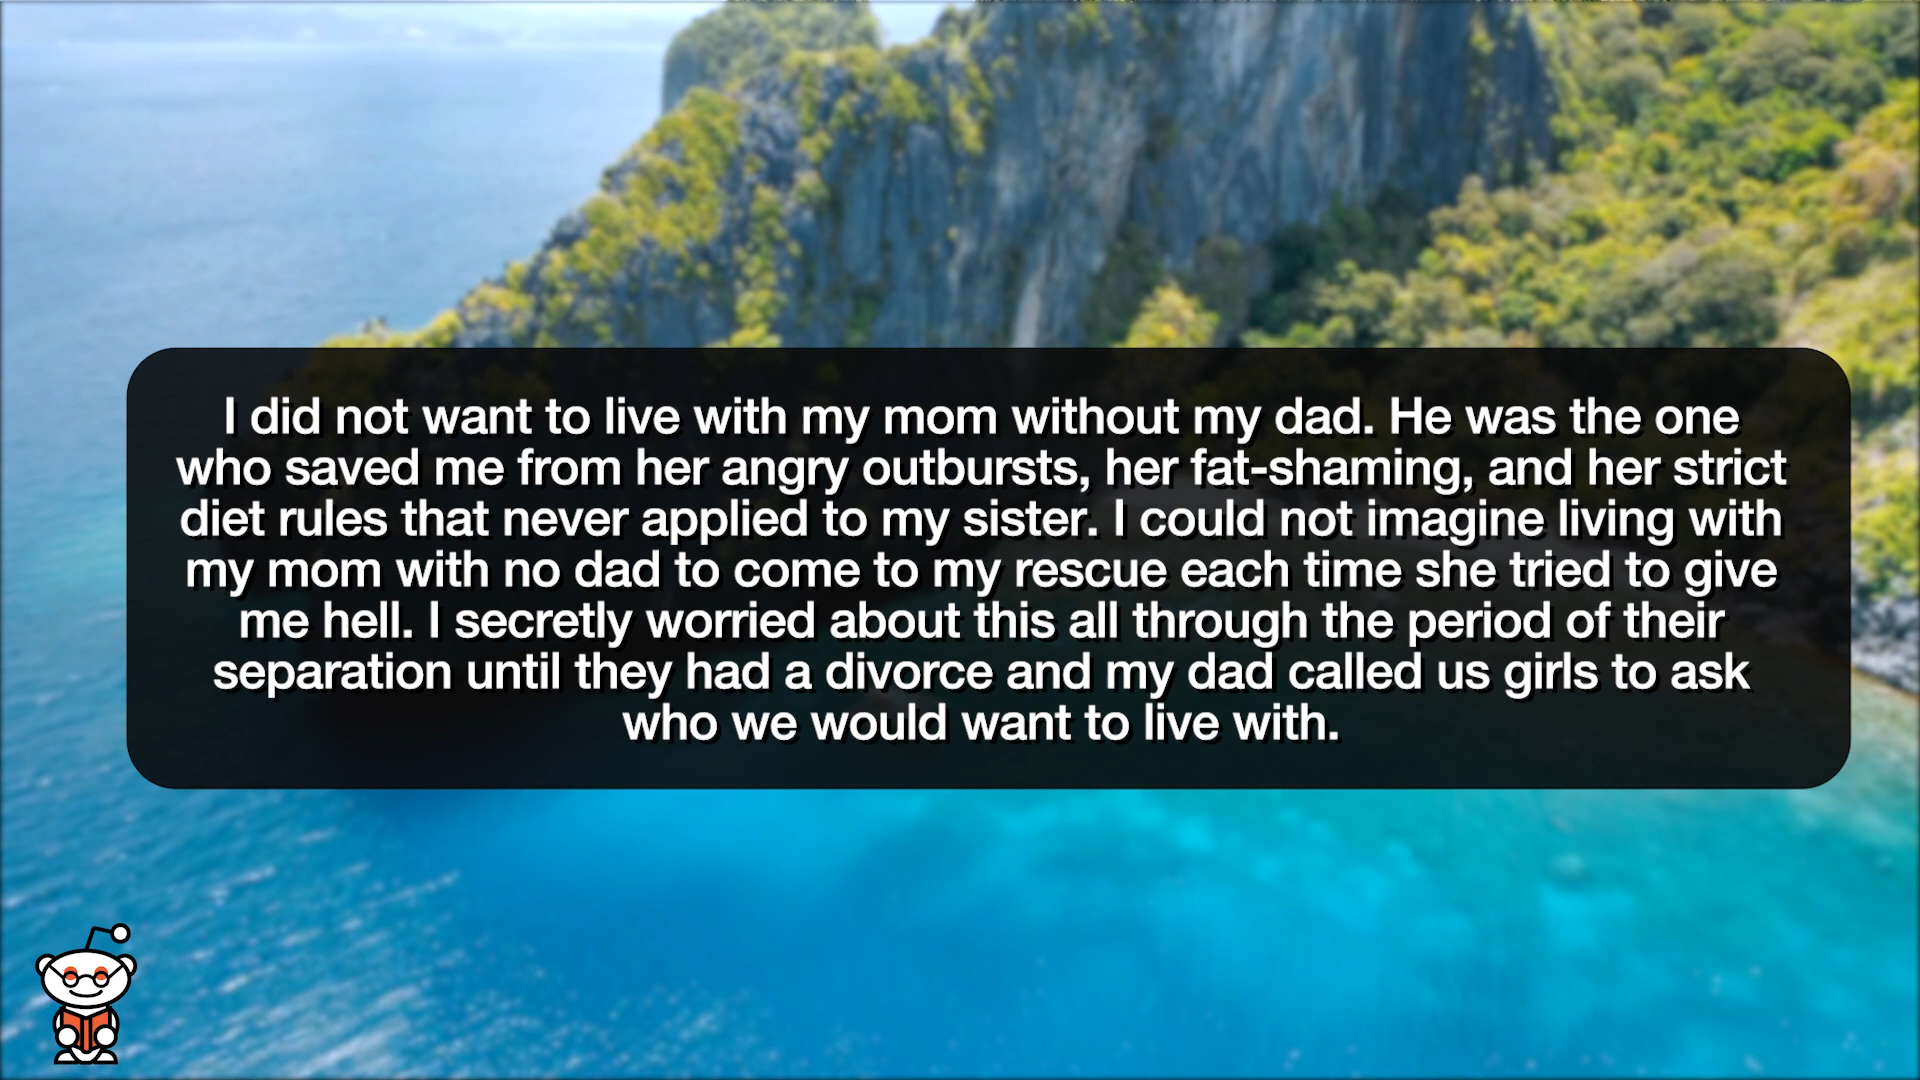 I did not want to live with my mom without my dad. He was the one
who saved me from her angry outbursts, her fat-shaming, and her strict
diet rules that never applied to my sister. I could not imagine living with
my mom with no dad to come to my rescue each time she tried to give
me hell. I secretly worried about this all through the period of their
separation until they had a divorce and my dad called us girls to ask
who we would want to live with.